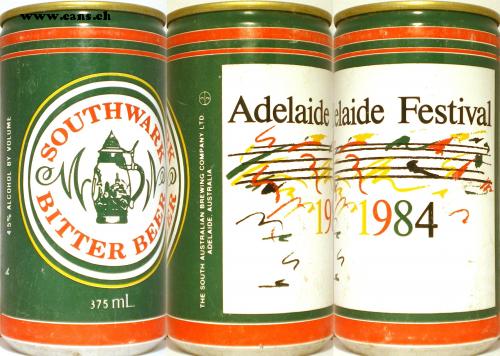 www.cans.ch
SOUTHWARK
BITTER BEER
4.5% ALCOHOL BY VOLUME
375 mL
THE SOUTH AUSTRALIAN BREWING COMPANY LTD.
ADELAIDE, AUSTRALIA.
Adelaide
elaide Festival
19
1984